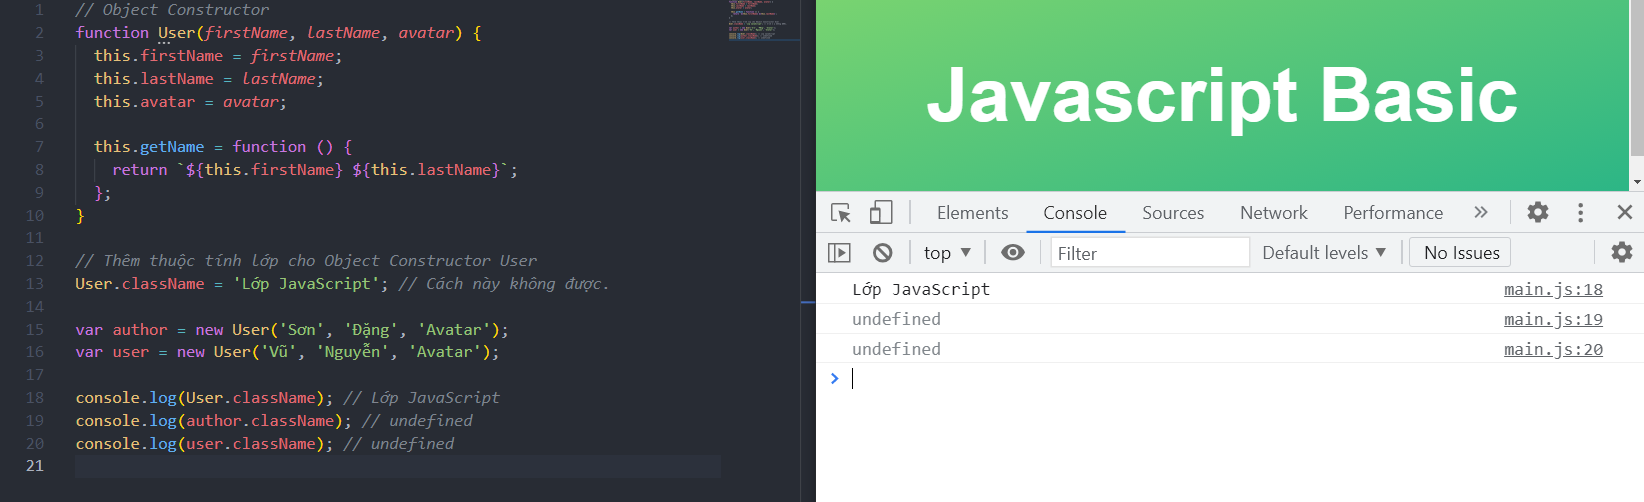 1 // Object Constructor
2 function User(firstName, lastName, avatar) {
3 this.firstName = firstName;
4 this.lastName = lastName;
5 this.avatar = avatar;
6
7 this.getName = function () {
8 return `${this.firstName} ${this.lastName}`;
9 };
10 }
11
12 // Thêm thuộc tính lớp cho Object Constructor User
13 User.className = 'Lớp JavaScript'; // Cách này không được.
14
15 var author = new User('Sơn', 'Đặng', 'Avatar');
16 var user = new User('Vũ', 'Nguyễn', 'Avatar');
17
18 console.log(User.className); // Lớp JavaScript
19 console.log(author.className); // undefined
20 console.log(user.className); // undefined
21
Javascript Basic
Elements Console Sources Network Performance »
top ▼ Filter Default levels ▼ No Issues
Lớp JavaScript main.js:18
undefined main.js:19
undefined main.js:20
>